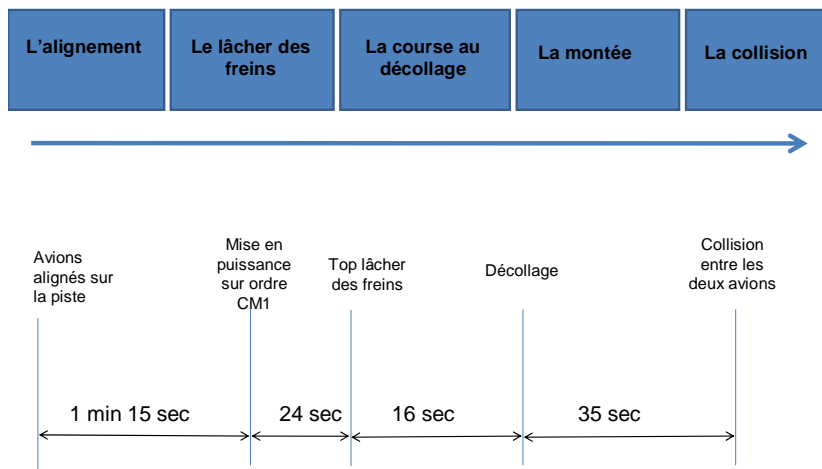 L'alignement
Le lâcher des
freins
La course au
décollage
La montée
La collision
Avions
alignés sur
la piste
Mise en
puissance
sur ordre
CM1
Top lâcher
des freins
Décollage
Collision
entre les
deux avions
1 min 15 sec
24 sec
16 sec
35 sec